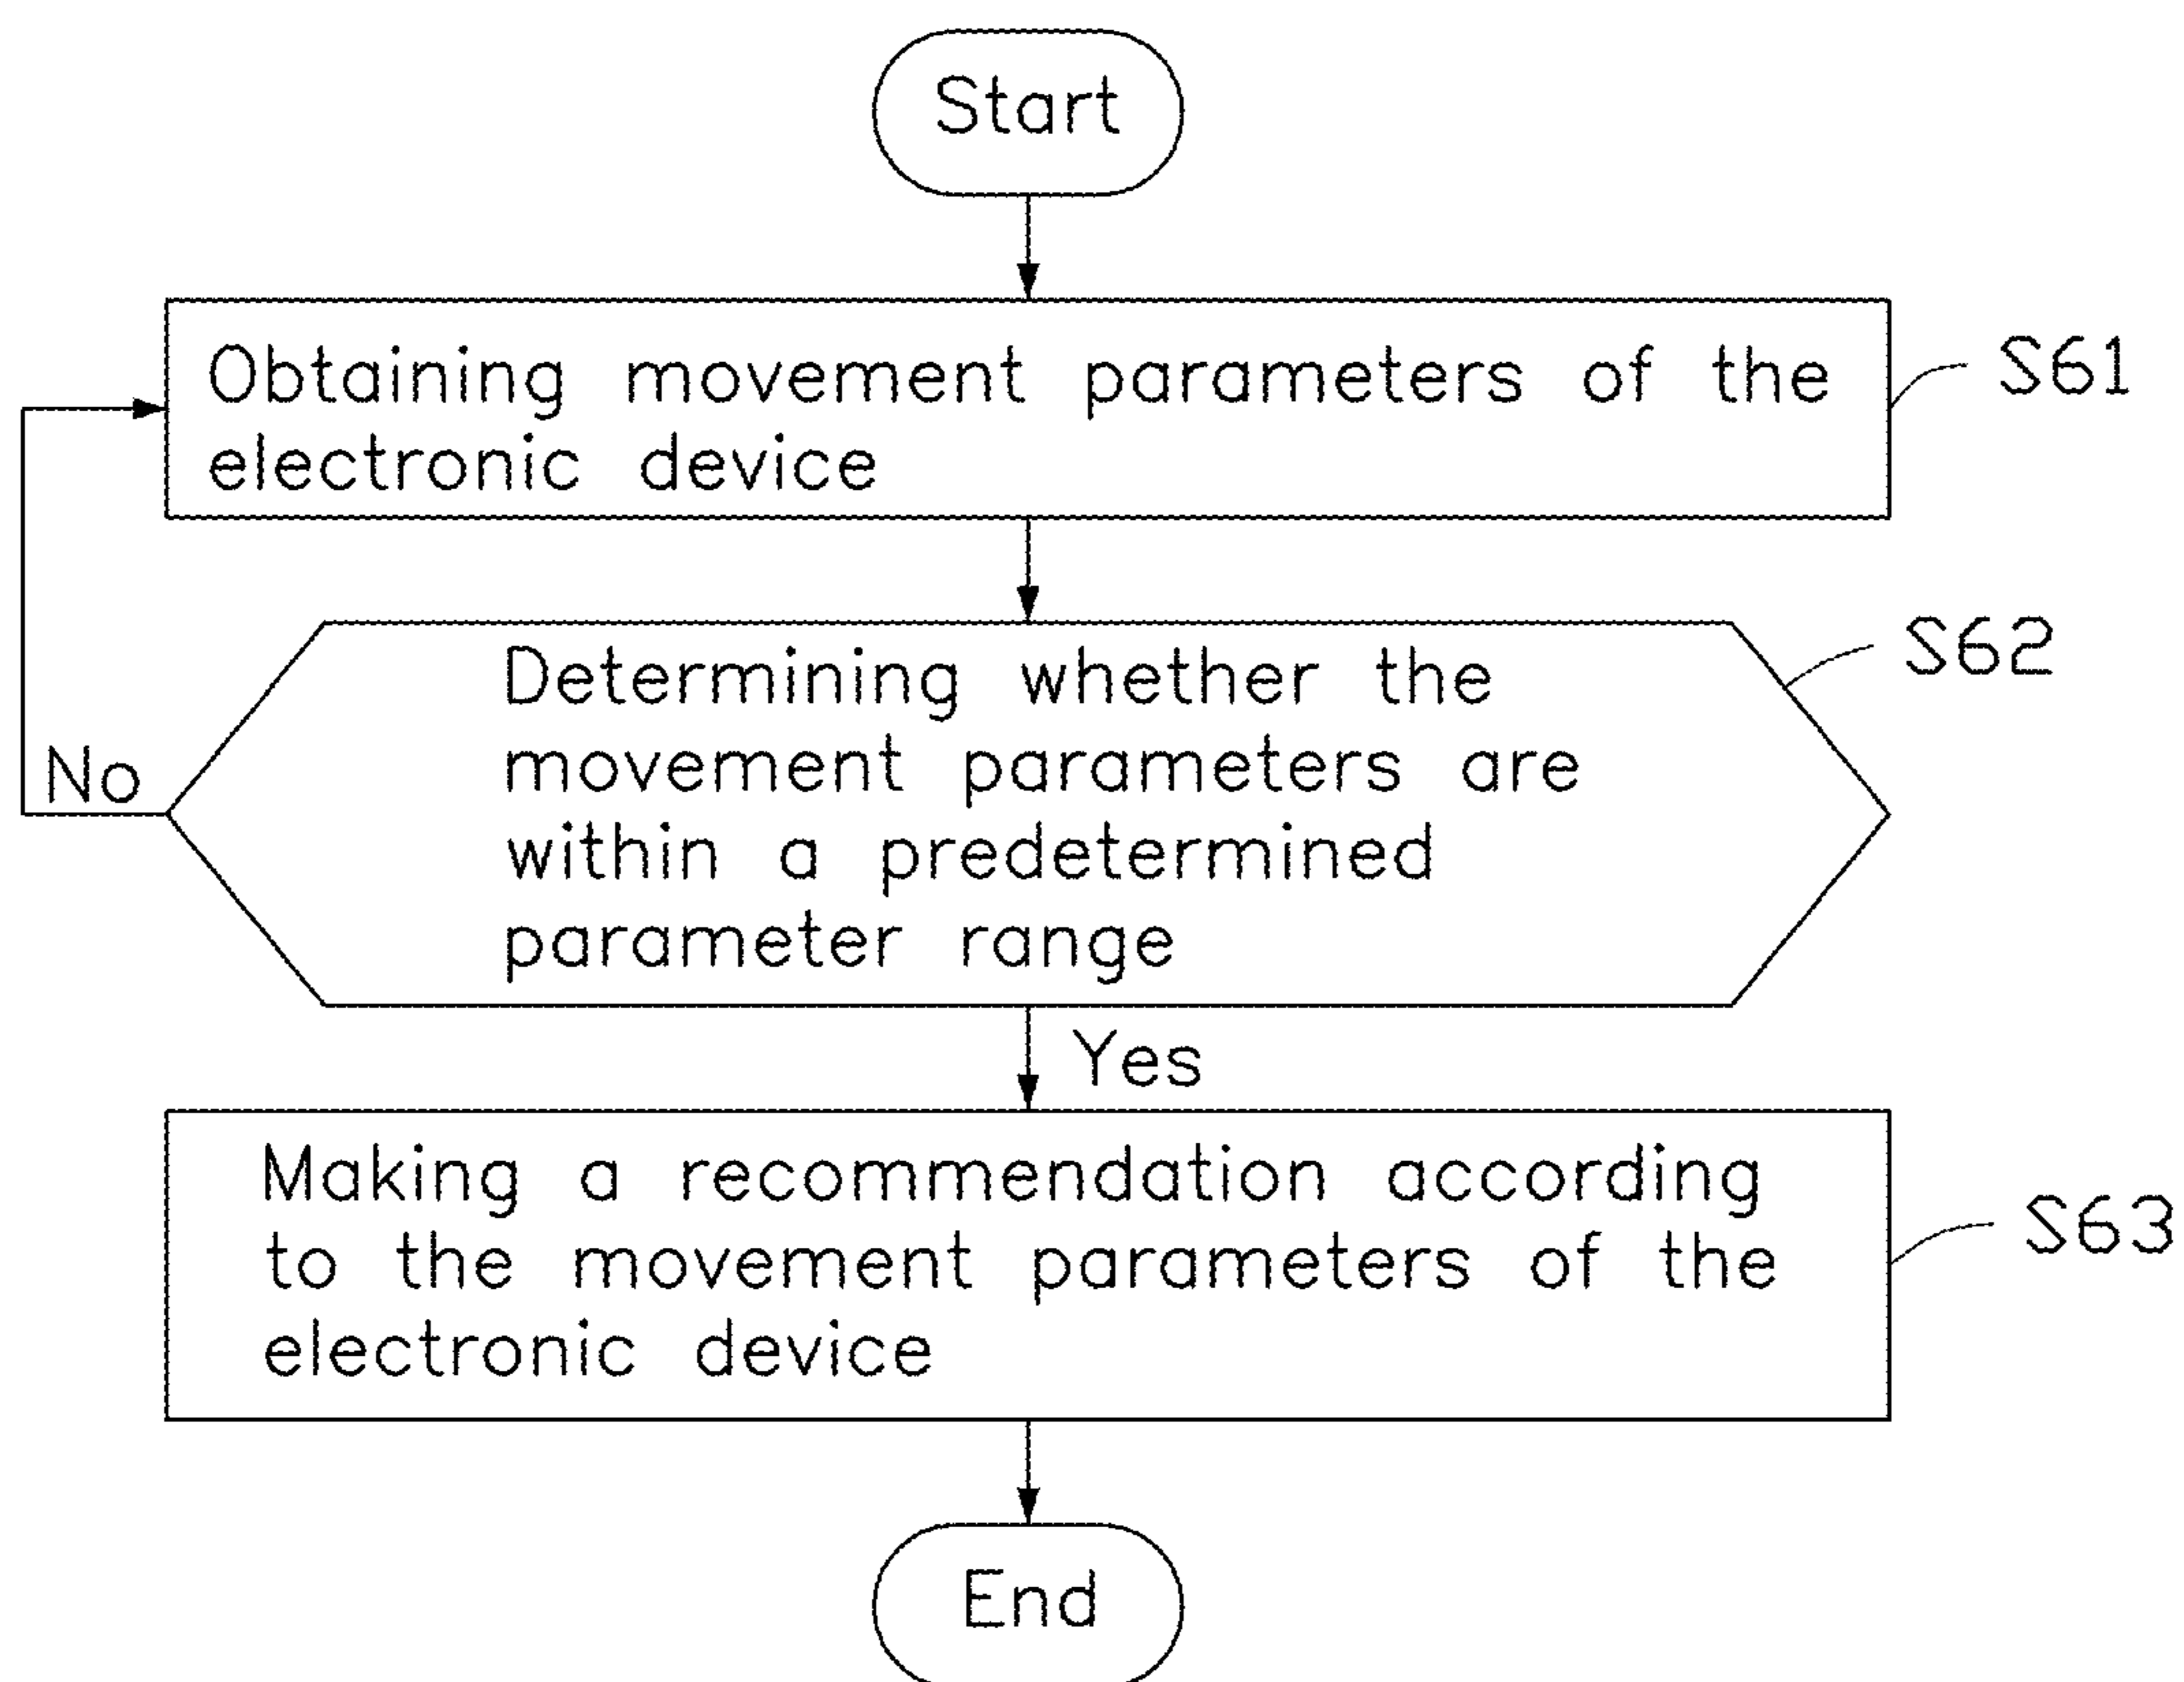 Start
Obtaining movement parameters of the
electronic device
S61
Determining whether the
movement parameters are
within a predetermined
parameter range
S62
No
Yes
Making a recommendation according
to the movement parameters of the
electronic device
S63
End